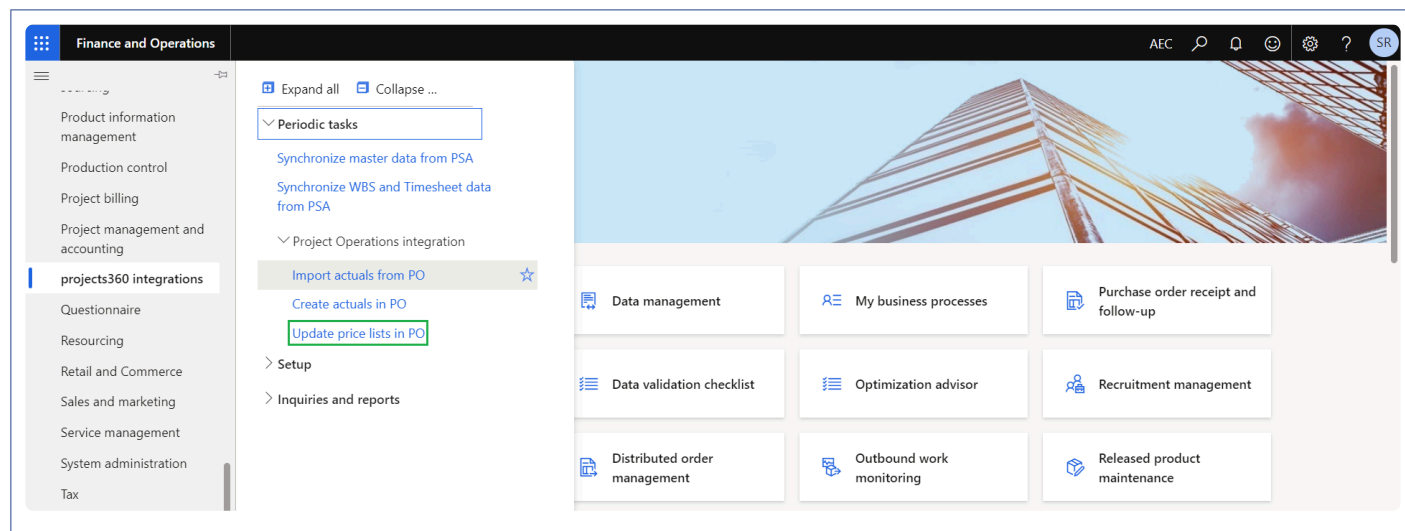 Finance and Operations
AEC
SR
Expand all
Collapse ...
Product information
management
Production control
Project billing
Project management and
accounting
projects360 integrations
Questionnaire
Resourcing
Retail and Commerce
Sales and marketing
Service management
System administration
Tax
Periodic tasks
Synchronize master data from PSA
Synchronize WBS and Timesheet data
from PSA
Project Operations integration
Import actuals from PO
Create actuals in PO
Update price lists in PO
Setup
Inquiries and reports
Data management
My business processes
Purchase order receipt and
follow-up
Data validation checklist
Optimization advisor
Recruitment management
Distributed order
management
Outbound work
monitoring
Released product
maintenance